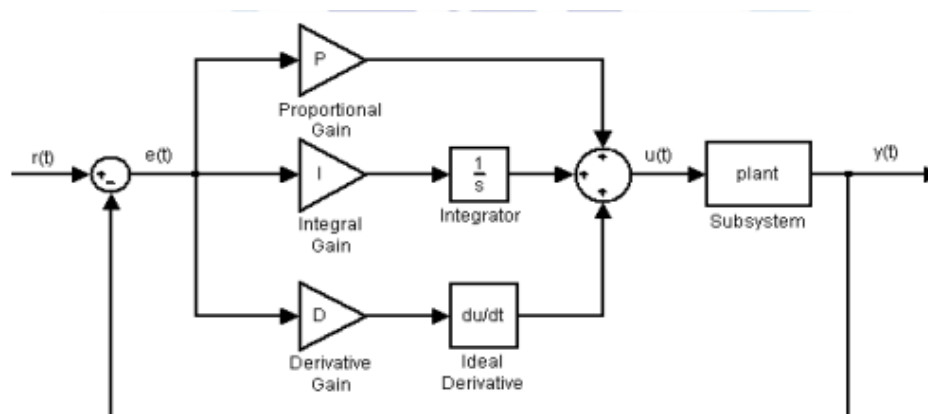 P
Proportional
Gain
r(t)
e(t)
I
Integral
Gain
1
s
Integrator
u(t)
plant
Subsystem
y(t)
D
Derivative
Gain
du/dt
Ideal
Derivative